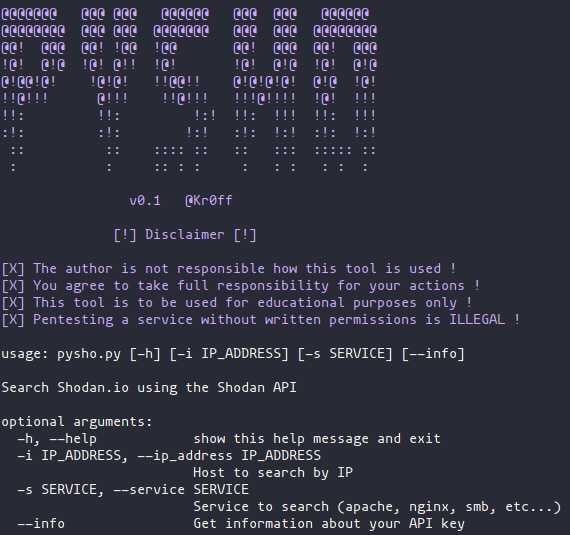 @@@@@@@   @@@ @@@   @@@@@@   @@@  @@@   @@@@@@
@@@@@@@@  @@@ @@@  @@@@@@@   @@@  @@@  @@@@@@@@
@@!  @@@  @@! !@@  !@@       @@!  @@@  @@!  @@@
!@!  @!@  !@! @!!  !@!       !@!  @!@  !@!  @!@
@!@@!@!    !@!@!   !!@@!!    @!@!@!@!  @!@  !@!
!!@!!!      @!!!    !!@!!!   !!!@!!!!  !@!  !!!
!!:         !!:         !:!  !!:  !!!  !!:  !!!
:!:         :!:        !:!   :!:  !:!  :!:  !:!
 ::          ::    :::: ::   ::   :::  ::::: ::
 :           :     :: : :     :   : :   : :  :
v0.1   @Kr0ff
[!] Disclaimer [!]
[X] The author is not responsible how this tool is used !
[X] You agree to take full responsibility for your actions !
[X] This tool is to be used for educational purposes only !
[X] Pentesting a service without written permissions is ILLEGAL !
usage: pysho.py [-h] [-i IP_ADDRESS] [-s SERVICE] [--info]
Search Shodan.io using the Shodan API
optional arguments:
  -h, --help            show this help message and exit
  -i IP_ADDRESS, --ip_address IP_ADDRESS
                        Host to search by IP
  -s SERVICE, --service SERVICE
                        Service to search (apache, nginx, smb, etc...)
  --info                Get information about your API key